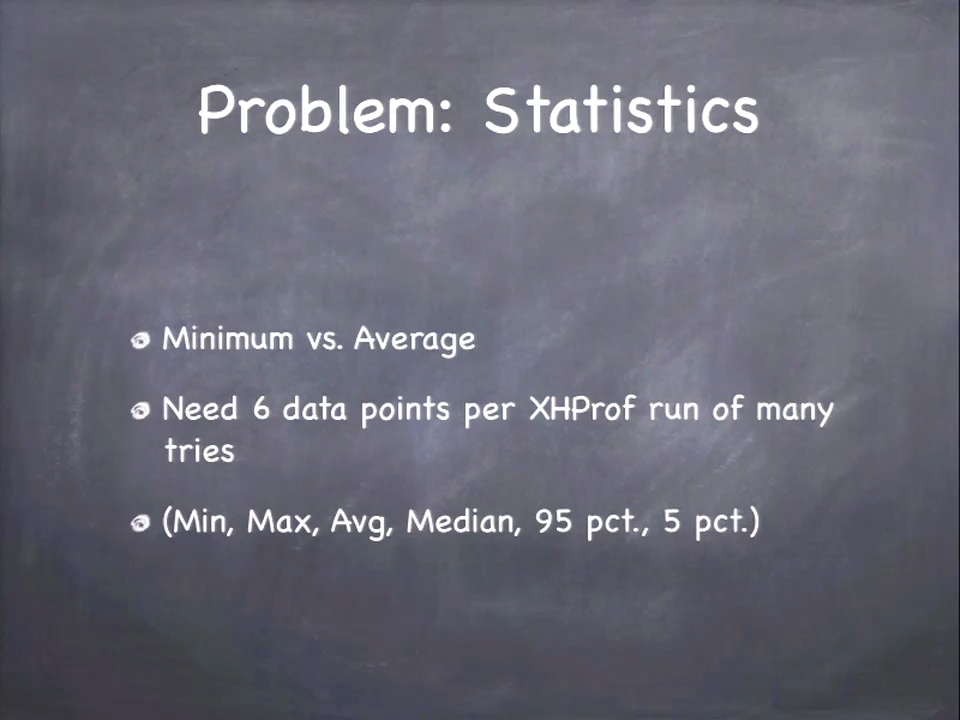 Problem: Statistics
Minimum vs. Average
Need 6 data points per XHProf run of many
tries
(Min, Max, Avg, Median, 95 pct., 5 pct.)